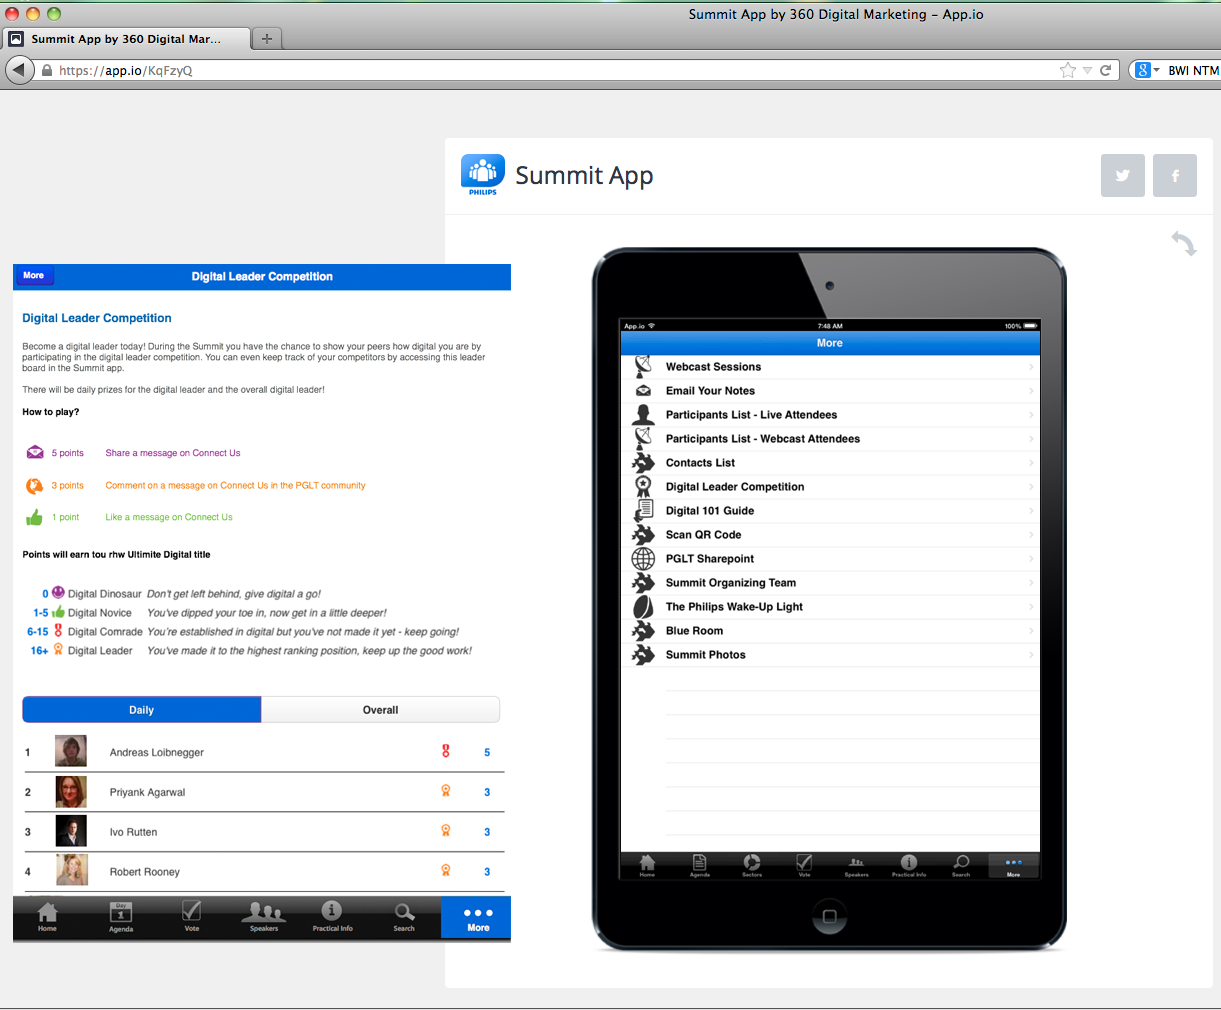 Summit App by 360 Digital Marketing – App.io
Summit App by 360 Digital Mar...
https://app.io/KqFzyQ
BWI NTM
PHILIPS
Summit App
More
Digital Leader Competition
Digital Leader Competition
Become a digital leader today! During the Summit you have the chance to show your peers how digital you are by
participating in the digital leader competition. You can even keep track of your competitors by accessing this leader
board in the Summit app.
There will be daily prizes for the digital leader and the overall digital leader!
How to play?
5 points Share a message on Connect Us
3 points Comment on a message on Connect Us in the PGLT community
1 point Like a message on Connect Us
Points will earn tou rhw Ultimite Digital title
0 Digital Dinosaur Don't get left behind, give digital a go!
1-5 Digital Novice You've dipped your toe in, now get in a little deeper!
6-15 Digital Comrade You're established in digital but you've not made it yet - keep going!
16+ Digital Leader You've made it to the highest ranking position, keep up the good work!
Daily Overall
1 Andreas Loibnegger 5
2 Priyank Agarwal 3
3 Ivo Rutten 3
4 Robert Rooney 3
Day
1
Home Agenda Vote Speakers Practical Info Search More
App.io 7:48 AM 100%
More
Webcast Sessions
Email Your Notes
Participants List - Live Attendees
Participants List - Webcast Attendees
Contacts List
Digital Leader Competition
Digital 101 Guide
Scan QR Code
PGLT Sharepoint
Summit Organizing Team
The Philips Wake-Up Light
Blue Room
Summit Photos
Home Agenda Sectors Vote Speakers Practical Info Search More